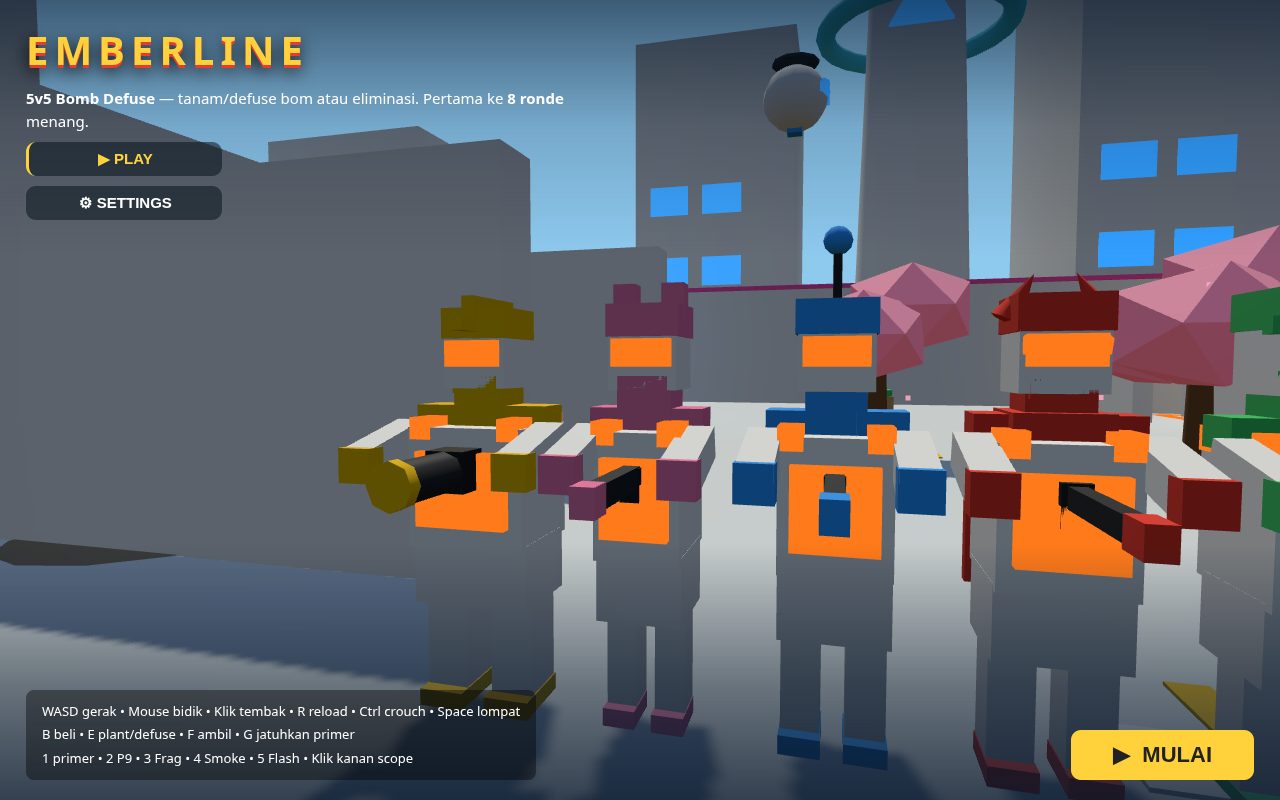 EMBERLINE
5v5 Bomb Defuse — tanam/defuse bom atau eliminasi. Pertama ke 8 ronde
menang.
▶ PLAY
⚙ SETTINGS
WASD gerak • Mouse bidik • Klik tembak • R reload • Ctrl crouch • Space lompat
B beli • E plant/defuse • F ambil • G jatuhkan primer
1 primer • 2 P9 • 3 Frag • 4 Smoke • 5 Flash • Klik kanan scope
▶ MULAI